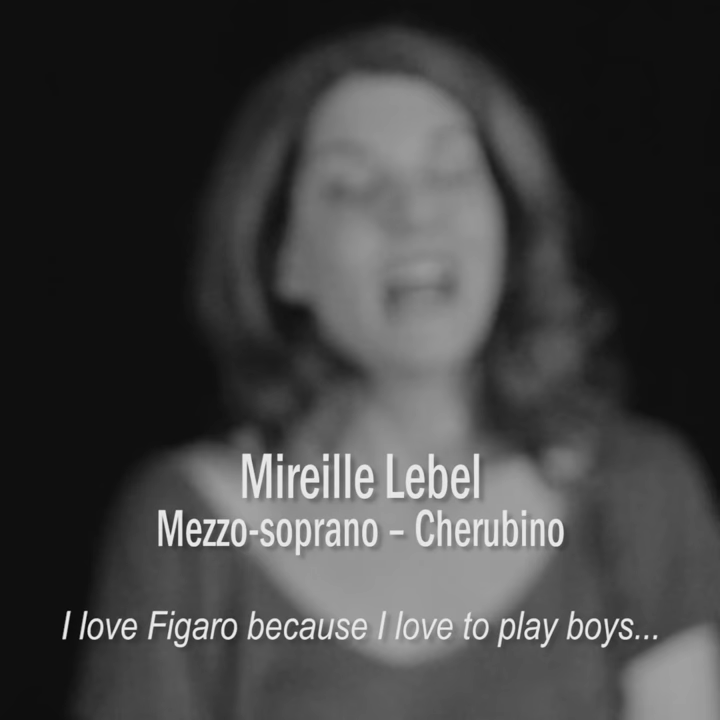 Mireille Lebel
Mezzo-soprano – Cherubino
I love Figaro because I love to play boys...